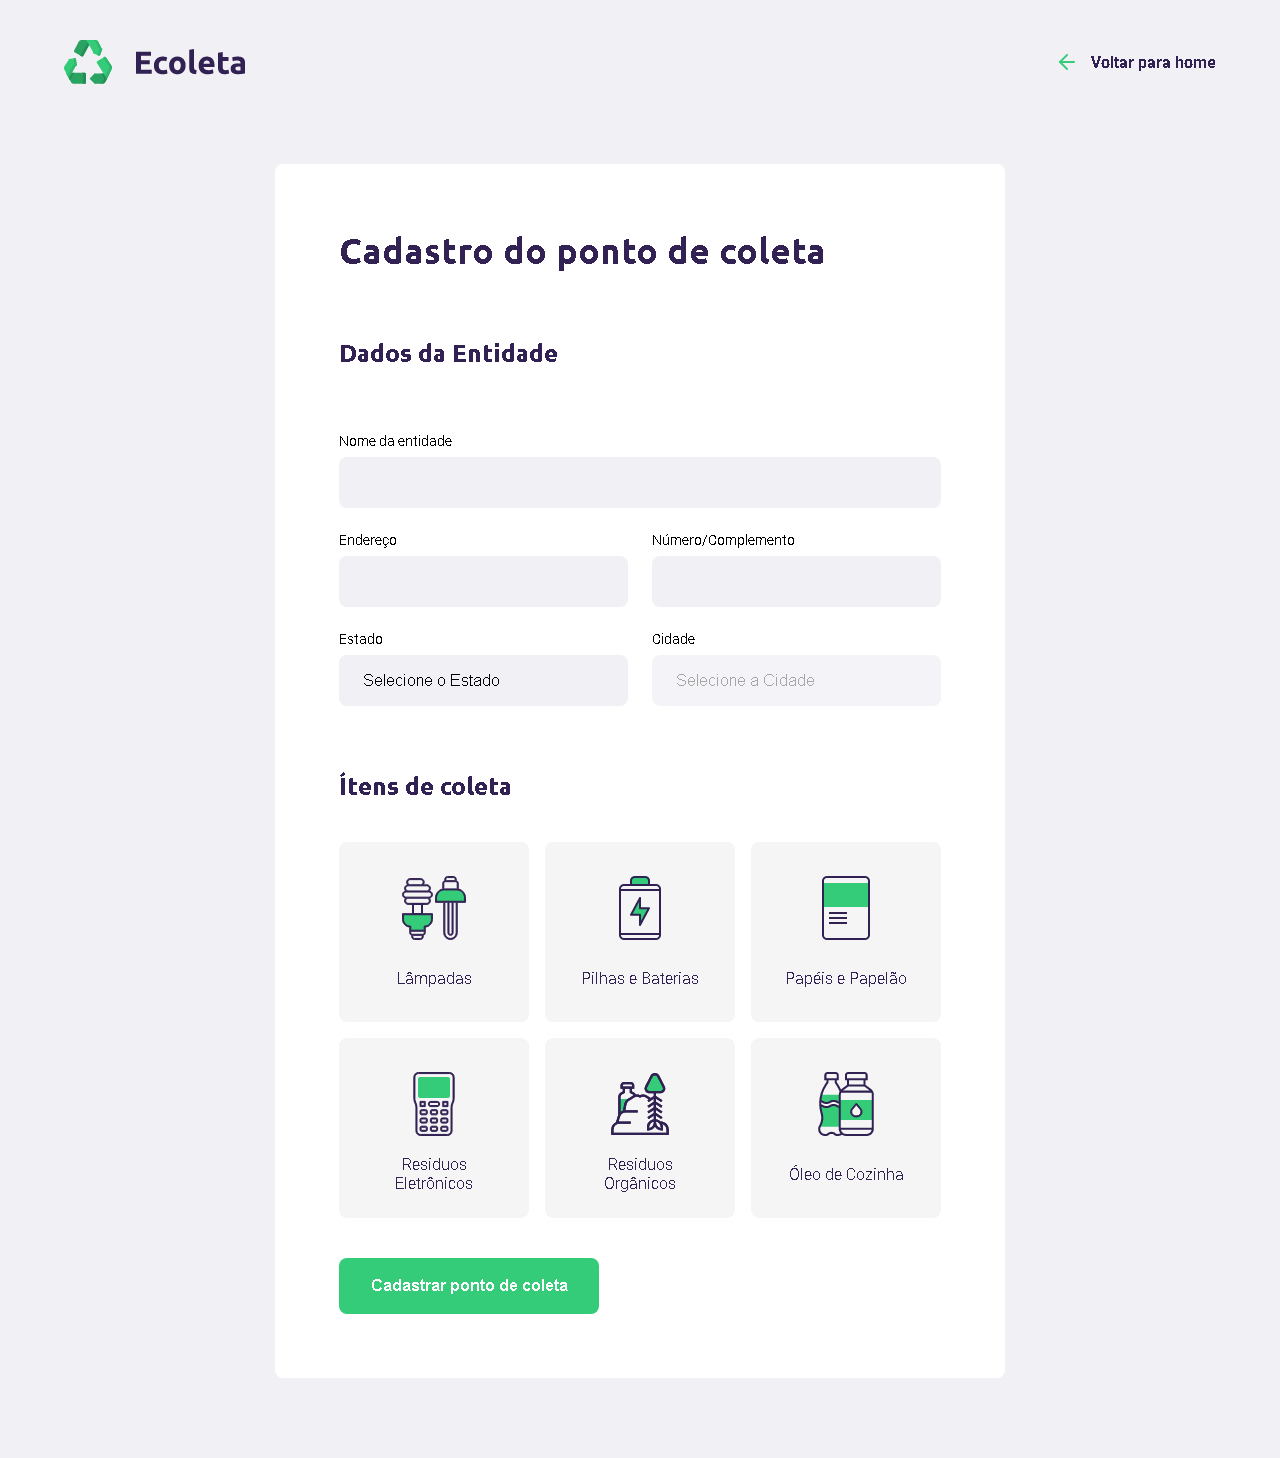 Ecoleta
Voltar para home
Cadastro do ponto de coleta
Dados da Entidade
Nome da entidade
Endereço
Número/Complemento
Estado
Cidade
Selecione o Estado
Selecione a Cidade
Ítens de coleta
Lâmpadas
Pilhas e Baterias
Papéis e Papelão
Residuos
Eletrônicos
Residuos
Orgânicos
Óleo de Cozinha
Cadastrar ponto de coleta